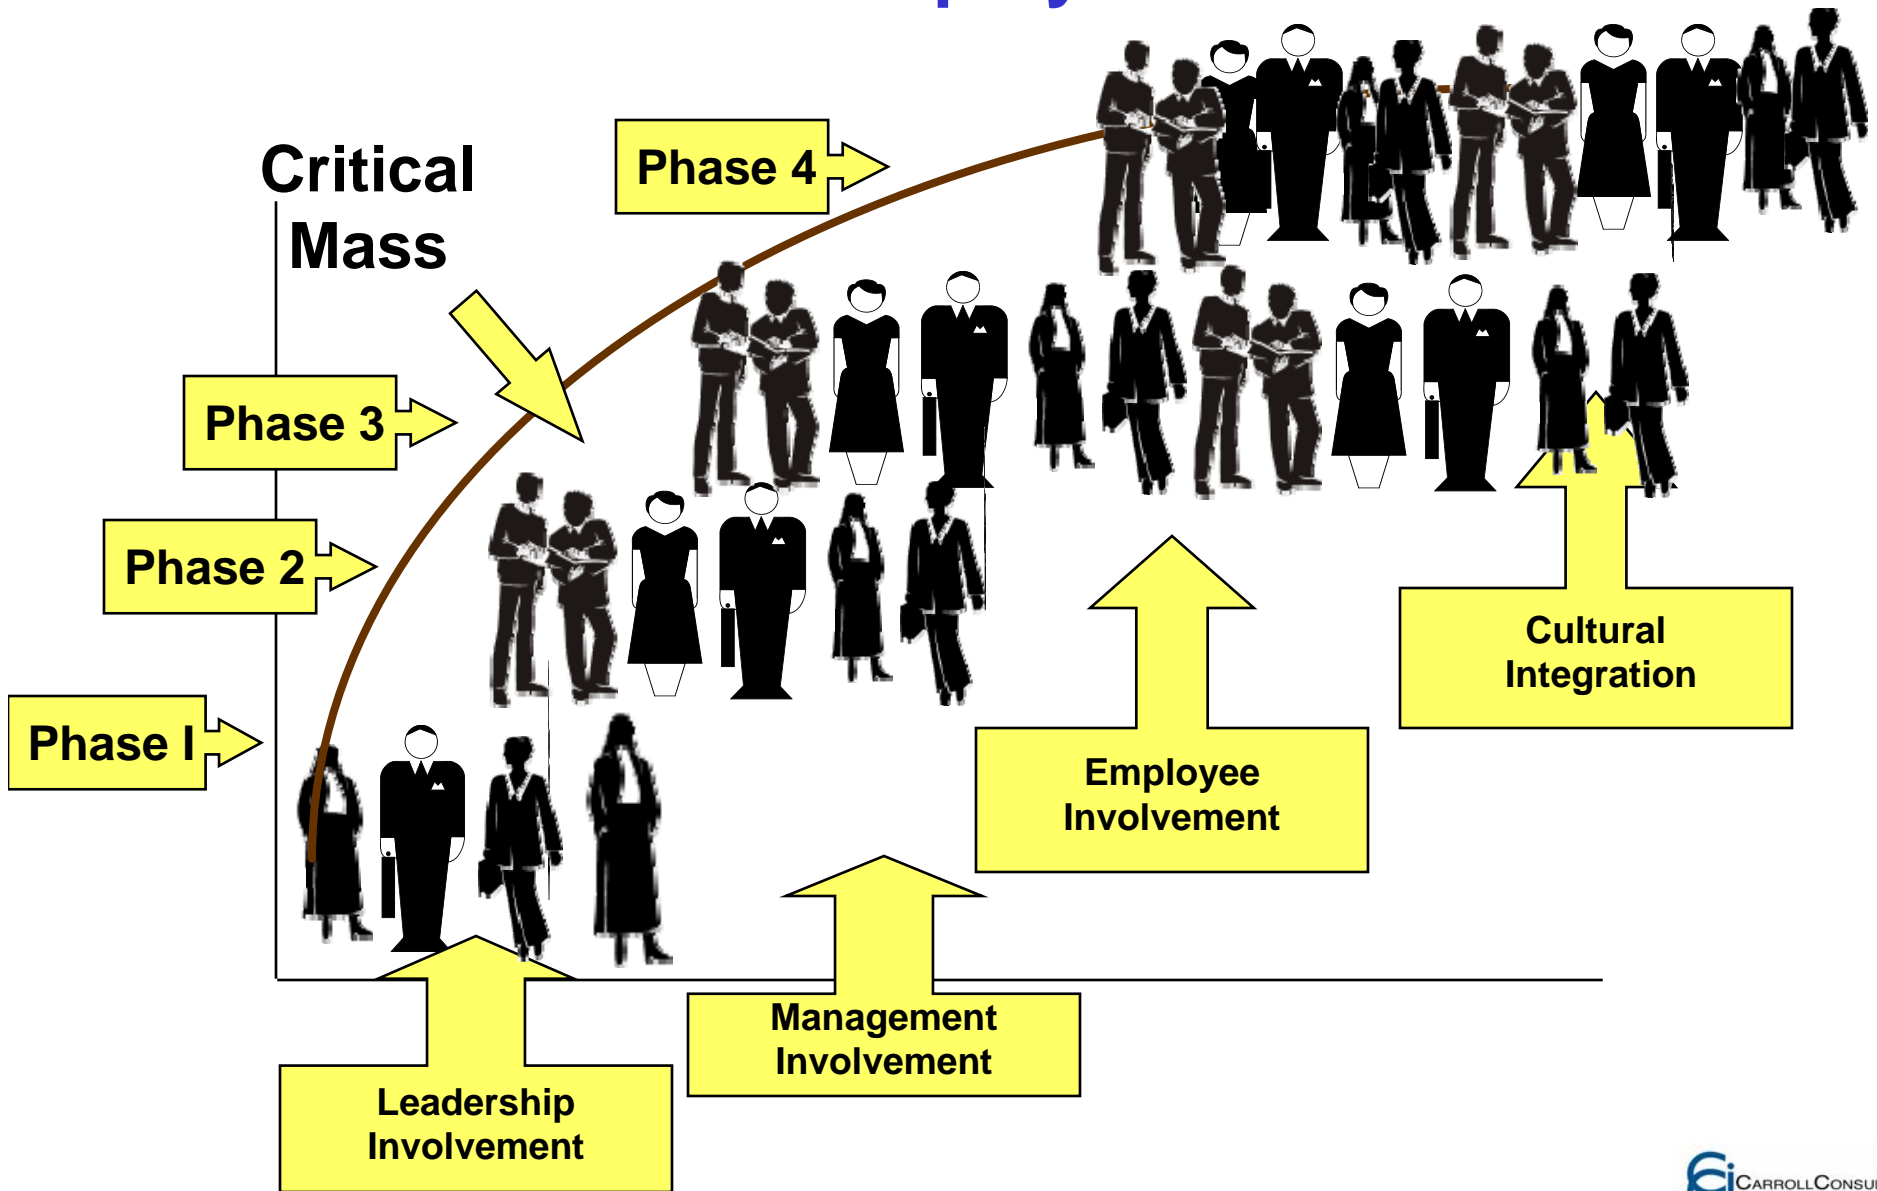 Critical
Mass
Phase 4
Phase 3
Phase 2
Phase I
Cultural
Integration
Employee
Involvement
Management
Involvement
Leadership
Involvement